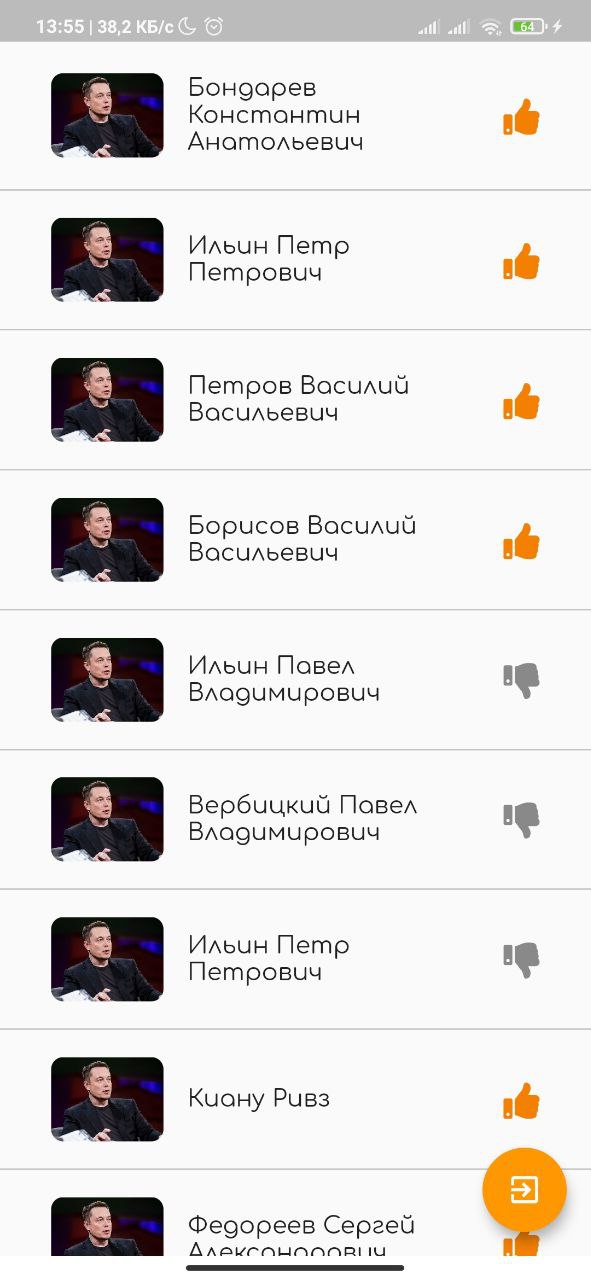 13:55 | 38,2 КБ/с 64
Бондарев
Константин
Анатольевич
Ильин Петр
Петрович
Петров Василий
Васильевич
Борисов Василий
Васильевич
Ильин Павел
Владимирович
Вербицкий Павел
Владимирович
Ильин Петр
Петрович
Киану Ривз
Федореев Сергей
Александрович